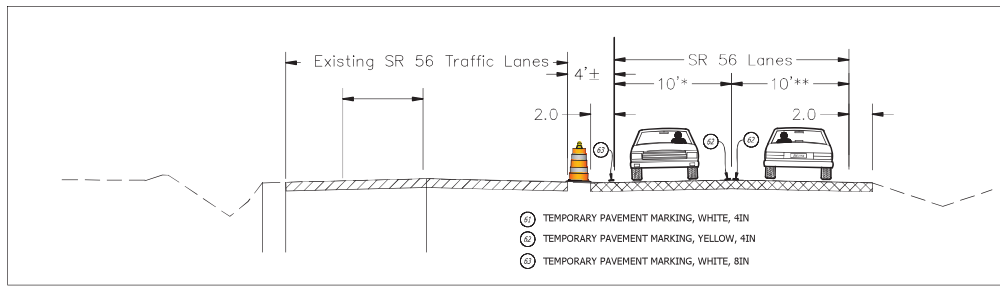 Existing SR 56 Traffic Lanes
4'±
SR 56 Lanes
10'*
10'**
2.0
2.0
63
62
62
61 TEMPORARY PAVEMENT MARKING, WHITE, 4IN
62 TEMPORARY PAVEMENT MARKING, YELLOW, 4IN
63 TEMPORARY PAVEMENT MARKING, WHITE, 8IN